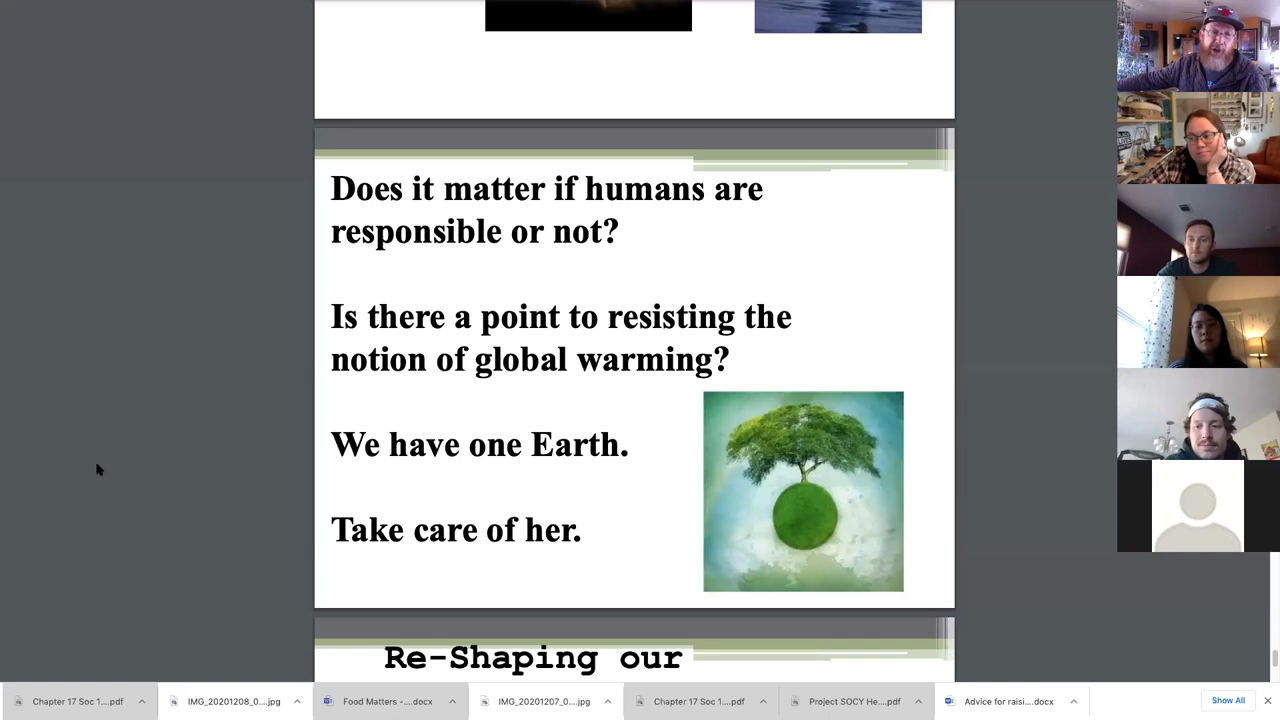 Does it matter if humans are
responsible or not?
Is there a point to resisting the
notion of global warming?
We have one Earth.
Take care of her.
Re-Shaping our
Chapter 17 Soc 1....pdf
IMG_20201208_0....jpg
Food Matters -....docx
IMG_20201207_0....jpg
Chapter 17 Soc 1....pdf
Project SOCY He....pdf
Advice for raisi....docx
Show All